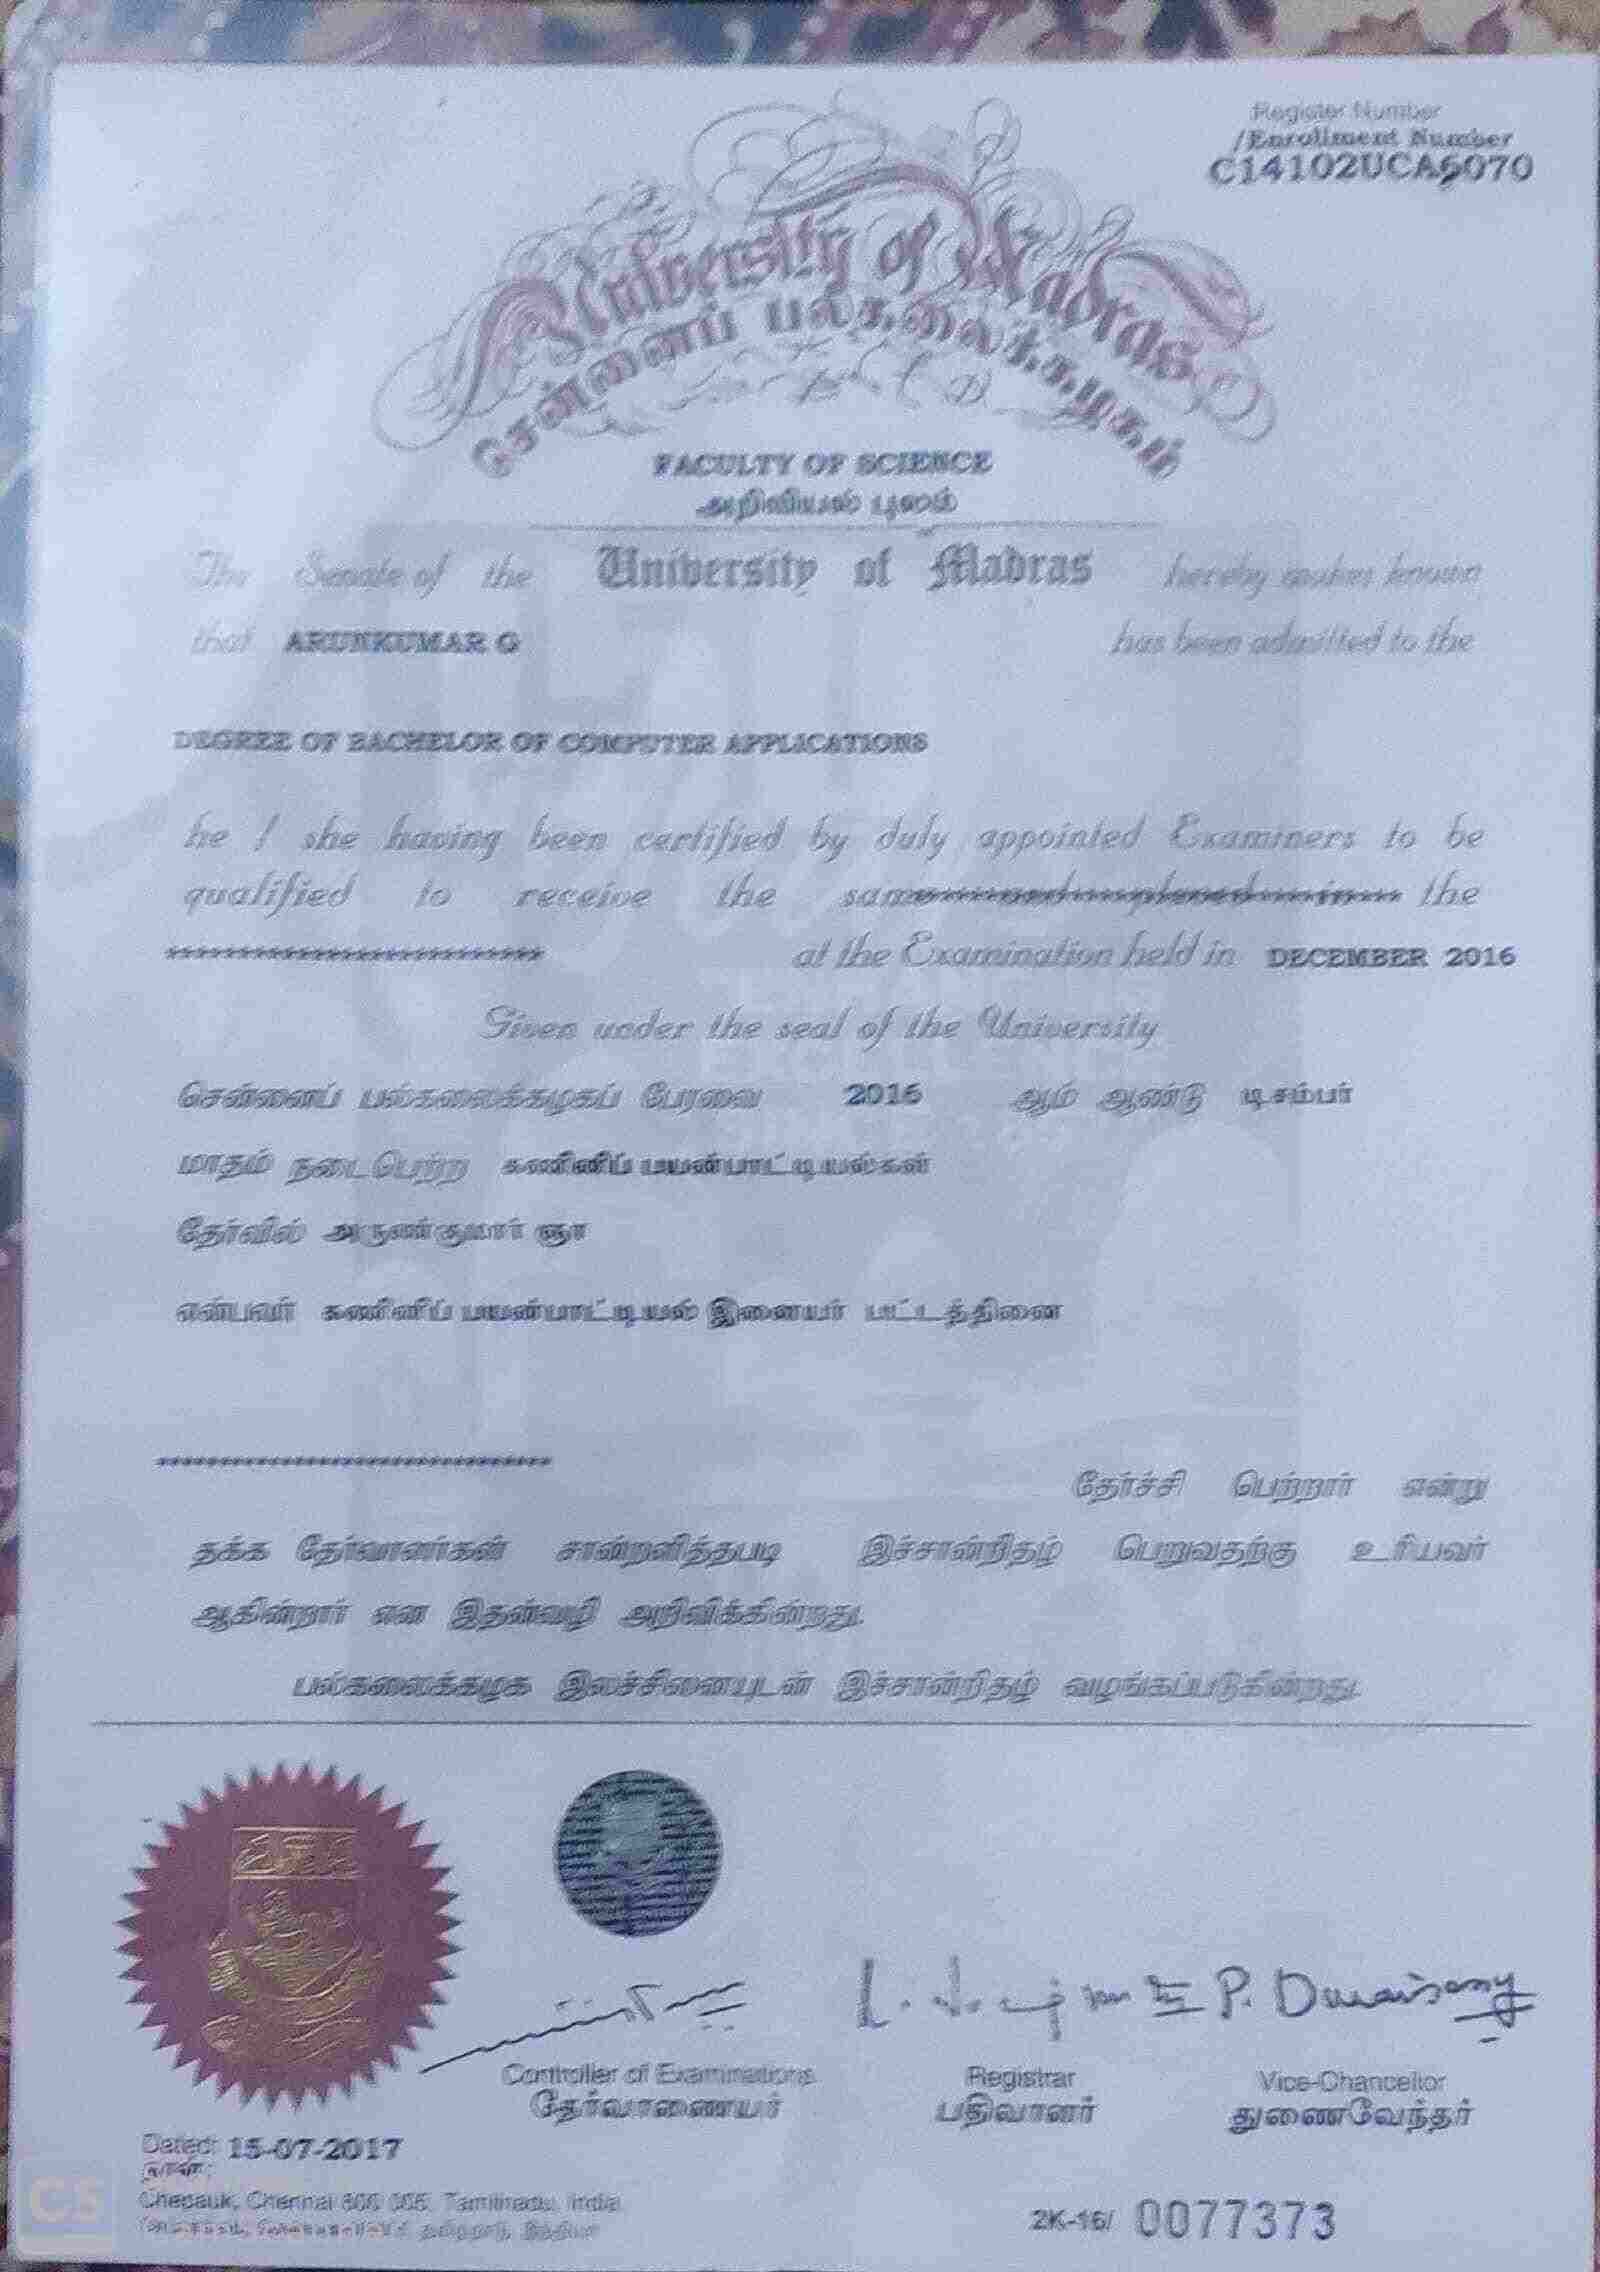 Register Number
/Enrollment Number
C14102UCA6070
University of Madras
சென்னைப் பல்கலைக்கழகம்
FACULTY OF SCIENCE
அறிவியல் புலம்
The Senate of the University of Madras hereby makes known
that ARUNKUMAR G has been admitted to the
DEGREE OF BACHELOR OF COMPUTER APPLICATIONS
he / she having been certified by duly appointed Examiners to be
qualified to receive the same and placed in the
at the Examination held in DECEMBER 2016
Given under the seal of the University
சென்னைப் பல்கலைக்கழகப் பேரவை 2016 ஆம் ஆண்டு டிசம்பர்
மாதம் நடைபெற்ற கணினிப் பயன்பாட்டியல்கள்
தேர்வில் அருண்குமார் ஞா
என்பவர் கணினிப் பயன்பாட்டியல் இளையர் பட்டத்தினை
தேர்ச்சி பெற்றார் என்று
தக்க தேர்வாளர்கள் சான்றளித்தபடி இச்சான்றிதழ் பெறுவதற்கு உரியவர்
ஆகின்றார் என இதன்வழி அறிவிக்கின்றது.
பல்கலைக்கழக இலச்சினையுடன் இச்சான்றிதழ் வழங்கப்படுகின்றது.
P. Duraisamy
Controller of Examinations Registrar Vice-Chancellor
தேர்வாணையர் பதிவாளர் துணைவேந்தர்
Dated: 15-07-2017
நாள்:
Chepauk, Chennai 600 005, Tamilnadu, India
தமிழ்நாடு, இந்தியா
2K-16/ 0077373
CS